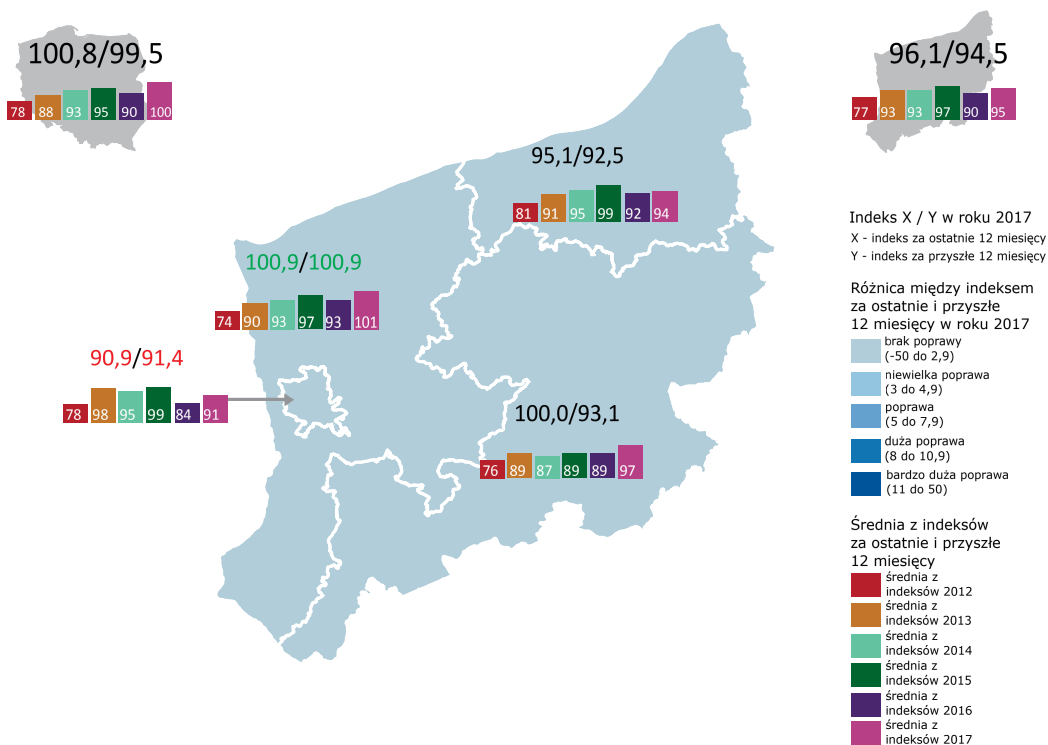 100,8/99,5
78 88 93 95 90 100
96,1/94,5
77 93 93 97 90 95
95,1/92,5
81 91 95 99 92 94
100,9/100,9
74 90 93 97 93 101
90,9/91,4
78 98 95 99 84 91
100,0/93,1
76 89 87 89 89 97
Indeks X / Y w roku 2017
X - indeks za ostatnie 12 miesięcy
Y - indeks za przyszłe 12 miesięcy
Różnica między indeksem
za ostatnie i przyszłe
12 miesięcy w roku 2017
brak poprawy
(-50 do 2,9)
niewielka poprawa
(3 do 4,9)
poprawa
(5 do 7,9)
duża poprawa
(8 do 10,9)
bardzo duża poprawa
(11 do 50)
Średnia z indeksów
za ostatnie i przyszłe
12 miesięcy
średnia z
indeksów 2012
średnia z
indeksów 2013
średnia z
indeksów 2014
średnia z
indeksów 2015
średnia z
indeksów 2016
średnia z
indeksów 2017